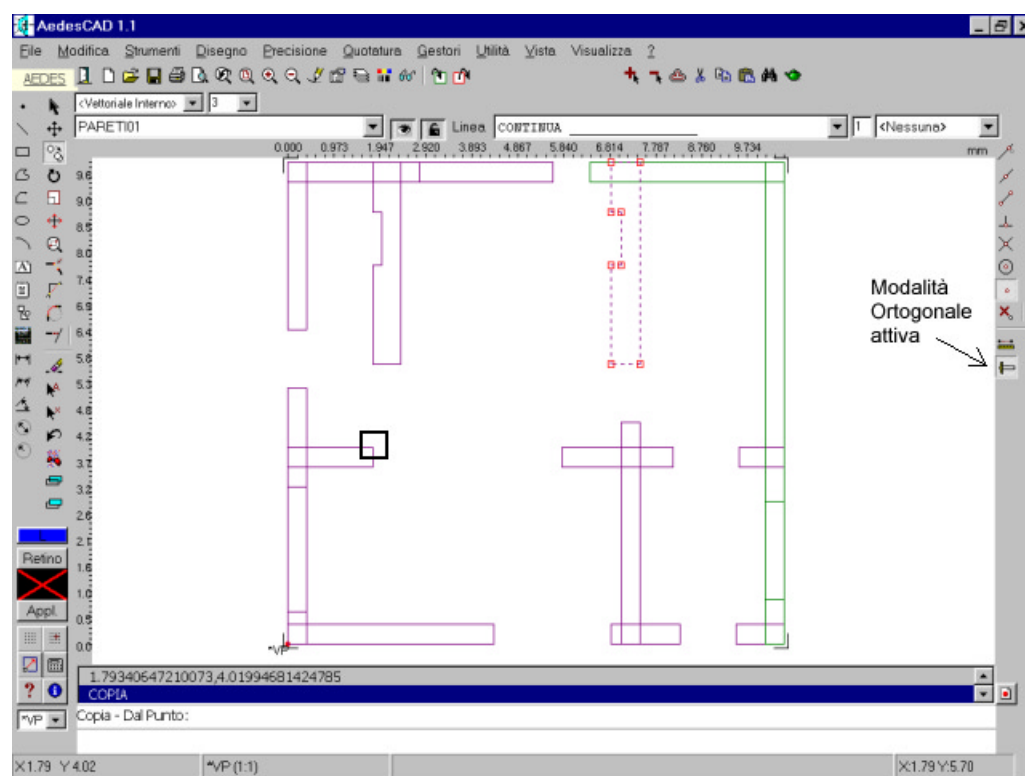 AedesCAD 1.1
File Modifica Strumenti Disegno Precisione Quotatura Gestori Utilità Vista Visualizza ?
AEDES
<Vettoriale Interno> 3
PARETI01 Linea CONTINUA 1 <Nessuna>
0.000 0.973 1.947 2.920 3.893 4.867 5.840 6.814 7.787 8.760 9.734 mm
9.6
9.0
8.5
8.0
7.4
6.9
6.4
5.8
5.3
4.8
4.2
3.7
3.2
2.6
2.1
1.6
1.0
0.5
0.0
Modalità
Ortogonale
attiva
L
Retino
Appl.
*VP
1.79340647210073,4.01994681424785
COPIA
*VP Copia - Dal Punto:
X:1.79 Y:4.02 *VP (1:1) X:1.79 Y:5.70